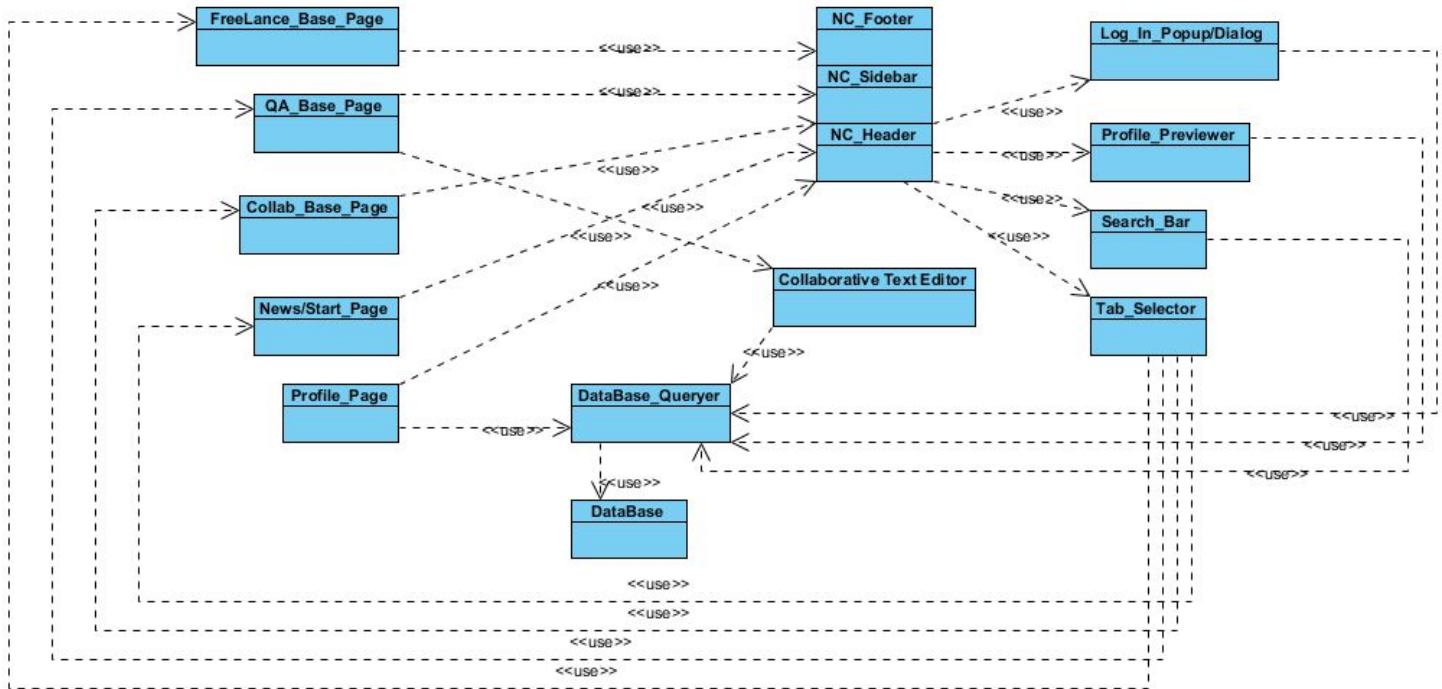 FreeLance_Base_Page
NC_Footer
Log_In_Popup/Dialog
<<use>>
NC_Sidebar
QA_Base_Page
<<use>>
<<use>>
NC_Header
Profile_Previewer
<<use>>
<<use>>
Collab_Base_Page
<<use>>
<<use>>
Search_Bar
<<use>>
<<use>>
<<use>>
Collaborative Text Editor
<<use>>
News/Start_Page
Tab_Selector
<<use>>
Profile_Page
DataBase_Queryer
<<use>>
<<use>>
<<use>>
<<use>>
<<use>>
DataBase
<<use>>
<<use>>
<<use>>
<<use>>